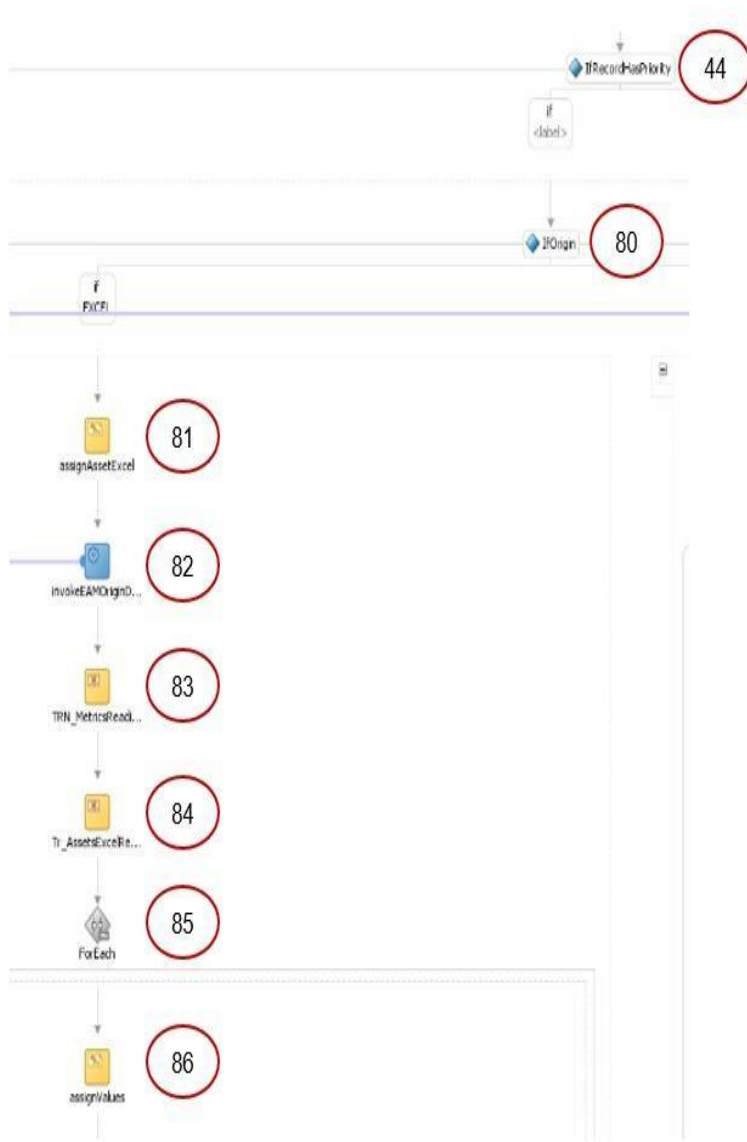 IfRecordHasPriority
44
if
<label>
IfOrigin
80
if
EXCEL
81
assignAssetExcel
82
invokeEAMOriginD...
83
TRN_MetricsReadi...
84
Tr_AssetsExcelRe...
85
ForEach
86
assignValues